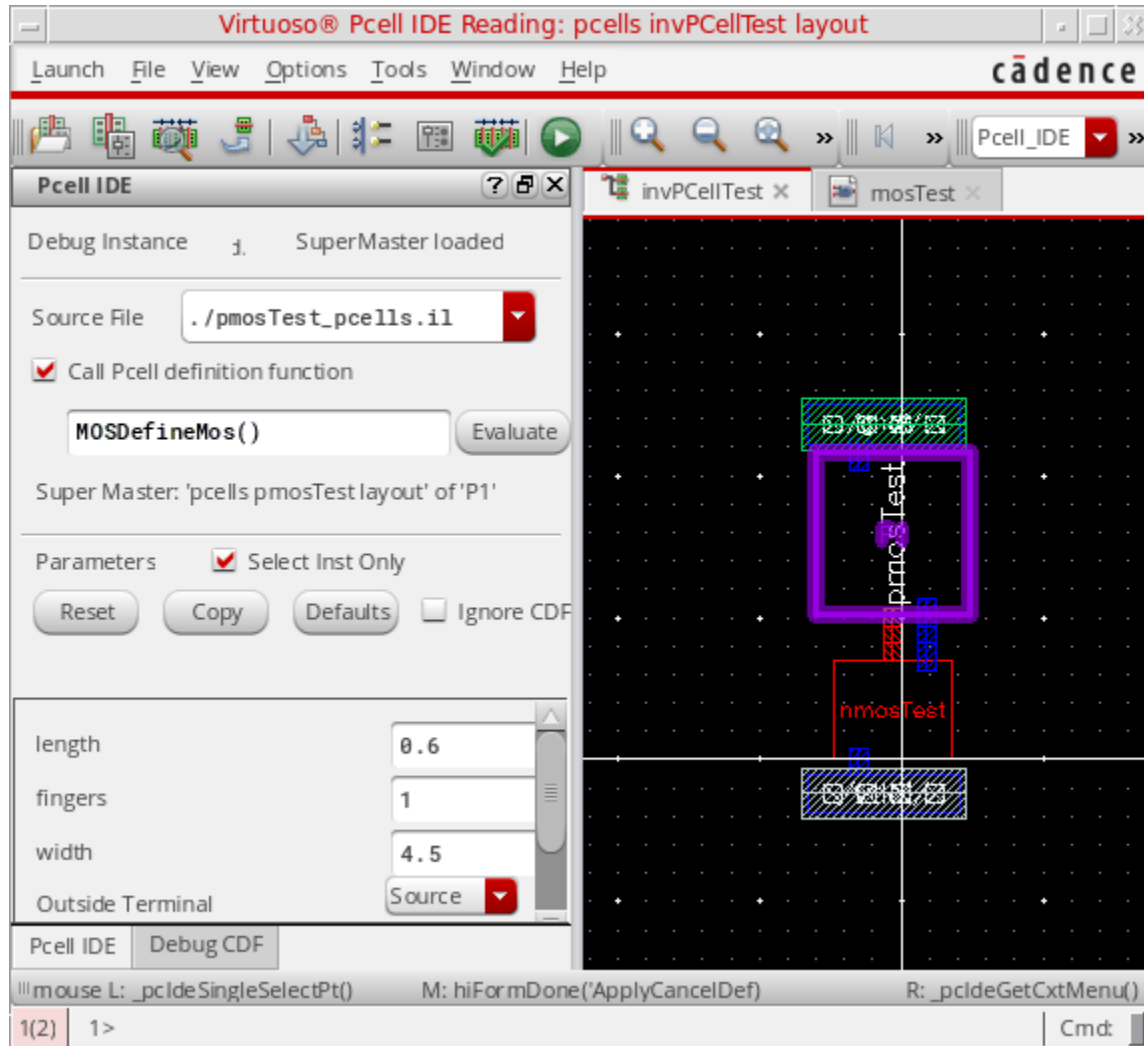 Virtuoso® Pcell IDE Reading: pcells invPCellTest layout
Launch File View Options Tools Window Help
cādence
Pcell_IDE
Pcell IDE
invPCellTest
mosTest
Debug Instance SuperMaster loaded
Source File ./pmosTest_pcells.il
Call Pcell definition function
MOSDefineMos() Evaluate
Super Master: 'pcells pmosTest layout' of 'P1'
Parameters Select Inst Only
Reset Copy Defaults Ignore CDF
length 0.6
fingers 1
width 4.5
Outside Terminal Source
Pcell IDE Debug CDF
pmosTest
nmosTest
mouse L: _pcIdeSingleSelectPt() M: hiFormDone('ApplyCancelDef) R: _pcIdeGetCxtMenu()
1(2) 1> Cmd: